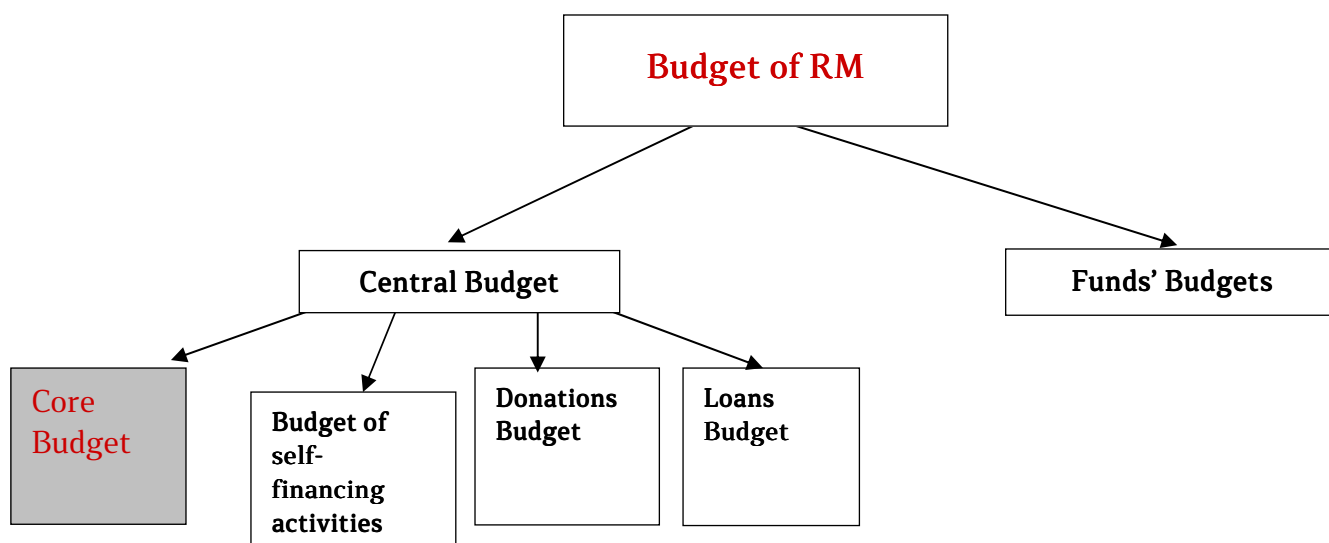 Budget of RM
Central Budget
Funds’ Budgets
Core
Budget
Budget of
self-
financing
activities
Donations
Budget
Loans
Budget